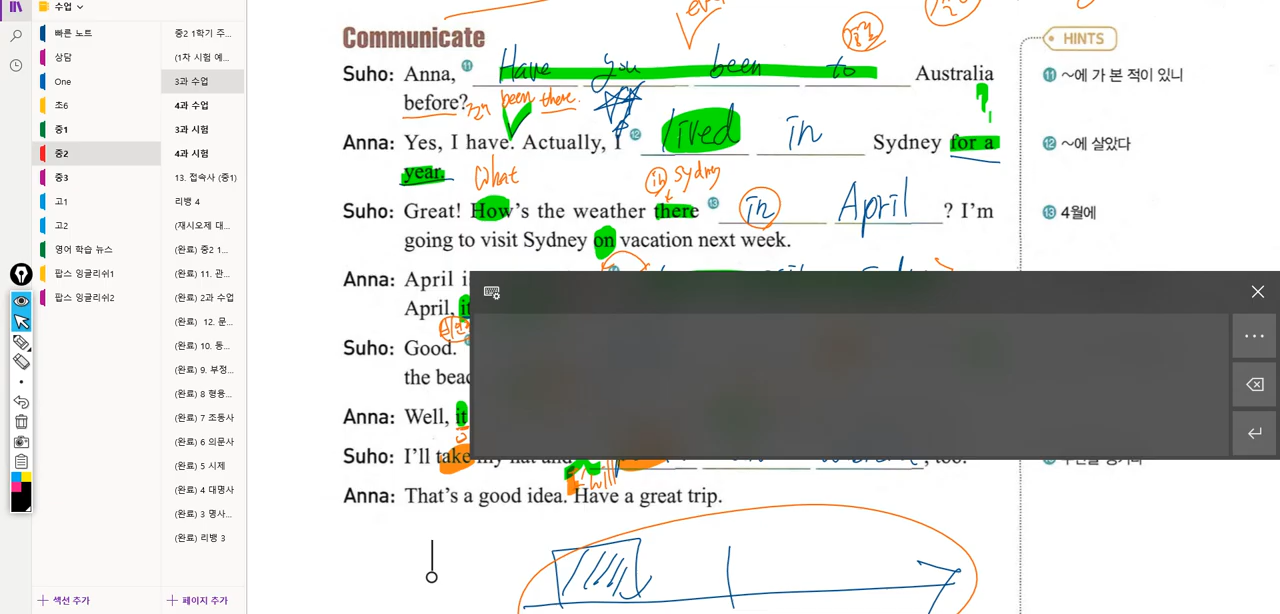 수업
빠른 노트
상담
One
초6
중1
중2
중3
고1
고2
영어 학습 뉴스
팝스 잉글리쉬1
팝스 잉글리쉬2
섹션 추가
중2 1학기 주...
(1차 시험 예...
3과 수업
4과 수업
3과 시험
4과 시험
13. 접속사 (중1)
리뱅 4
(재시오제 대...
(완료) 중2 1...
(완료) 11. 관...
(완료) 2과 수업
(완료) 12. 문...
(완료) 10. 동...
(완료) 9. 부정...
(완료) 8 형용...
(완료) 7 조동사
(완료) 6 의문사
(완료) 5 시제
(완료) 4 대명사
(완료) 3 명사...
(완료) 리뱅 3
페이지 추가
Communicate
Suho: Anna, ⑪ Have you been to Australia
before? been there.
Anna: Yes, I have. Actually, I ⑫ lived in Sydney for a
year. What in Sydney
Suho: Great! How's the weather there ⑬ in April ? I'm
going to visit Sydney on vacation next week.
Anna: April i
April, it
Suho: Good.
the beac
Anna: Well, it
Suho: I'll take my hat and , too.
will
Anna: That's a good idea. Have a great trip.
HINTS
⑪ ～에 가 본 적이 있니
⑫ ～에 살았다
⑬ 4월에